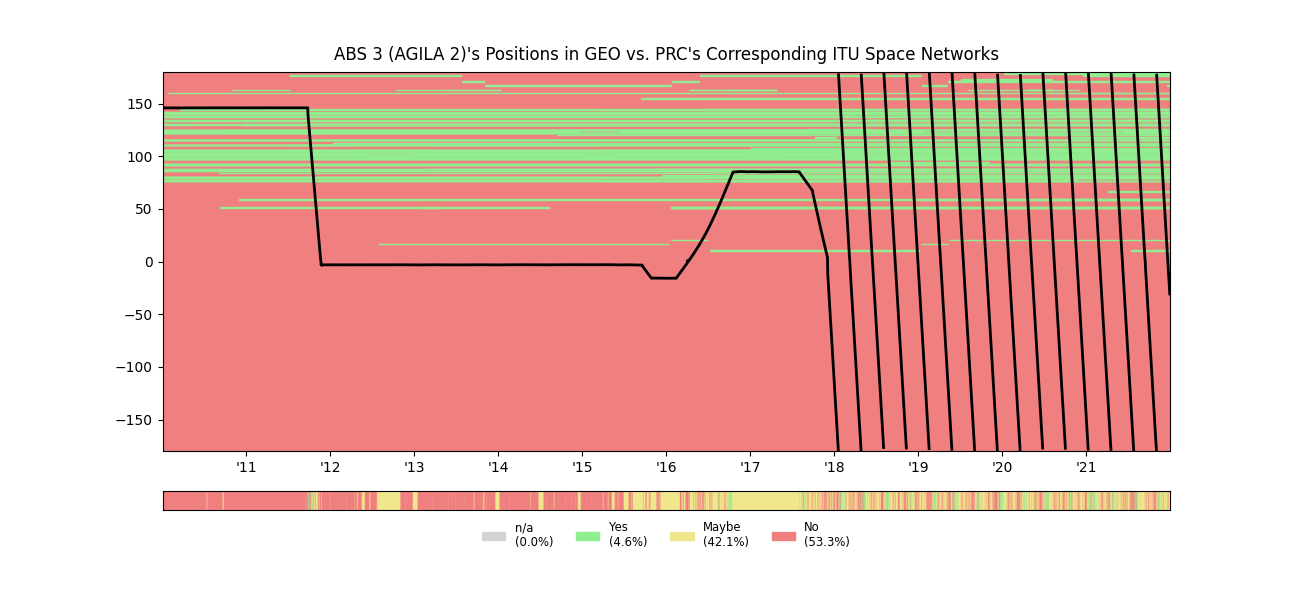 ABS 3 (AGILA 2)'s Positions in GEO vs. PRC's Corresponding ITU Space Networks
150
100
50
0
−50
−100
−150
'11 '12 '13 '14 '15 '16 '17 '18 '19 '20 '21
n/a Yes Maybe No
(0.0%) (4.6%) (42.1%) (53.3%)